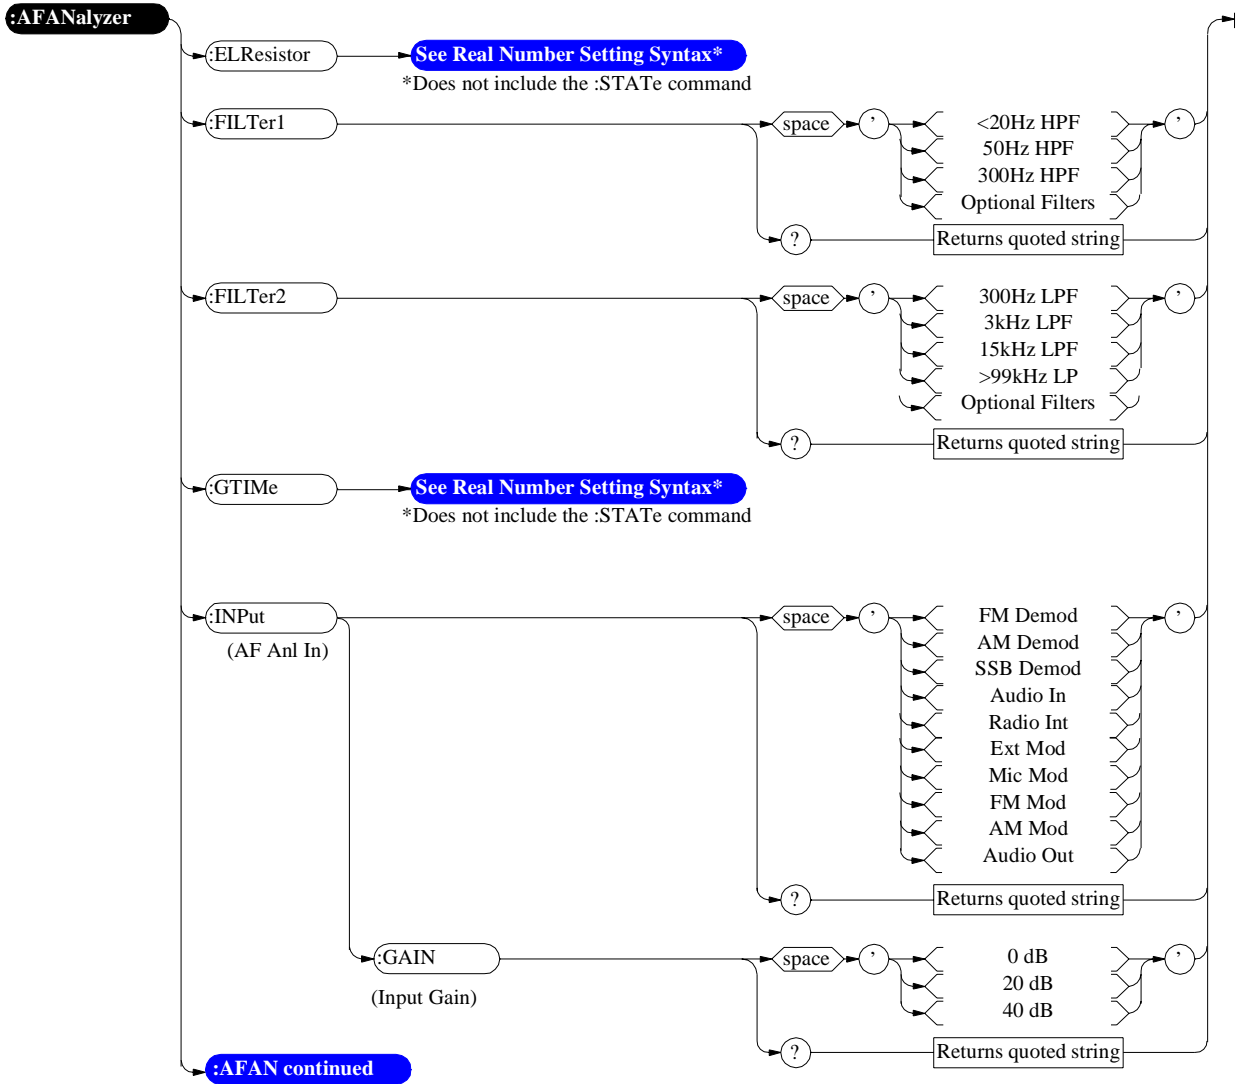 :AFANalyzer
:ELResistor
See Real Number Setting Syntax*
*Does not include the :STATe command
:FILTer1
space
'
<20Hz HPF
'
50Hz HPF
300Hz HPF
Optional Filters
?
Returns quoted string
:FILTer2
space
'
300Hz LPF
'
3kHz LPF
15kHz LPF
>99kHz LP
Optional Filters
?
Returns quoted string
:GTIMe
See Real Number Setting Syntax*
*Does not include the :STATe command
:INPut
(AF Anl In)
space
'
FM Demod
'
AM Demod
SSB Demod
Audio In
Radio Int
Ext Mod
Mic Mod
FM Mod
AM Mod
Audio Out
?
Returns quoted string
:GAIN
(Input Gain)
space
'
0 dB
'
20 dB
40 dB
?
Returns quoted string
:AFAN continued